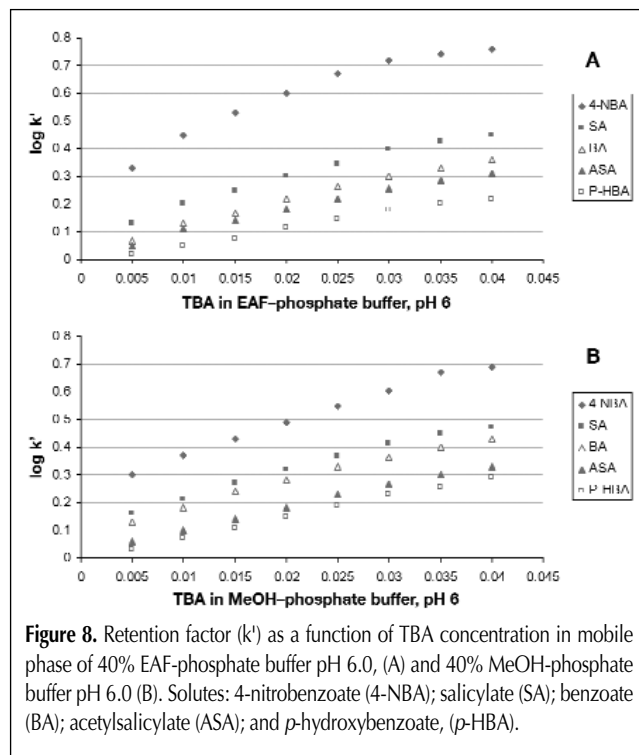 0.8
0.7
0.6
0.5
0.4
0.3
0.2
0.1
0
log k'
0 0.005 0.01 0.015 0.02 0.025 0.03 0.035 0.04 0.045
TBA in EAF–phosphate buffer, pH 6
A
4-NBA
SA
BA
ASA
P-HBA
0.8
0.7
0.6
0.5
0.4
0.3
0.2
0.1
0
log k'
0 0.005 0.01 0.015 0.02 0.025 0.03 0.035 0.04 0.045
TBA in MeOH–phosphate buffer, pH 6
B
4-NBA
SA
BA
ASA
P-HBA
Figure 8. Retention factor (k') as a function of TBA concentration in mobile
phase of 40% EAF-phosphate buffer pH 6.0, (A) and 40% MeOH-phosphate
buffer pH 6.0 (B). Solutes: 4-nitrobenzoate (4-NBA); salicylate (SA); benzoate
(BA); acetylsalicylate (ASA); and p-hydroxybenzoate, (p-HBA).